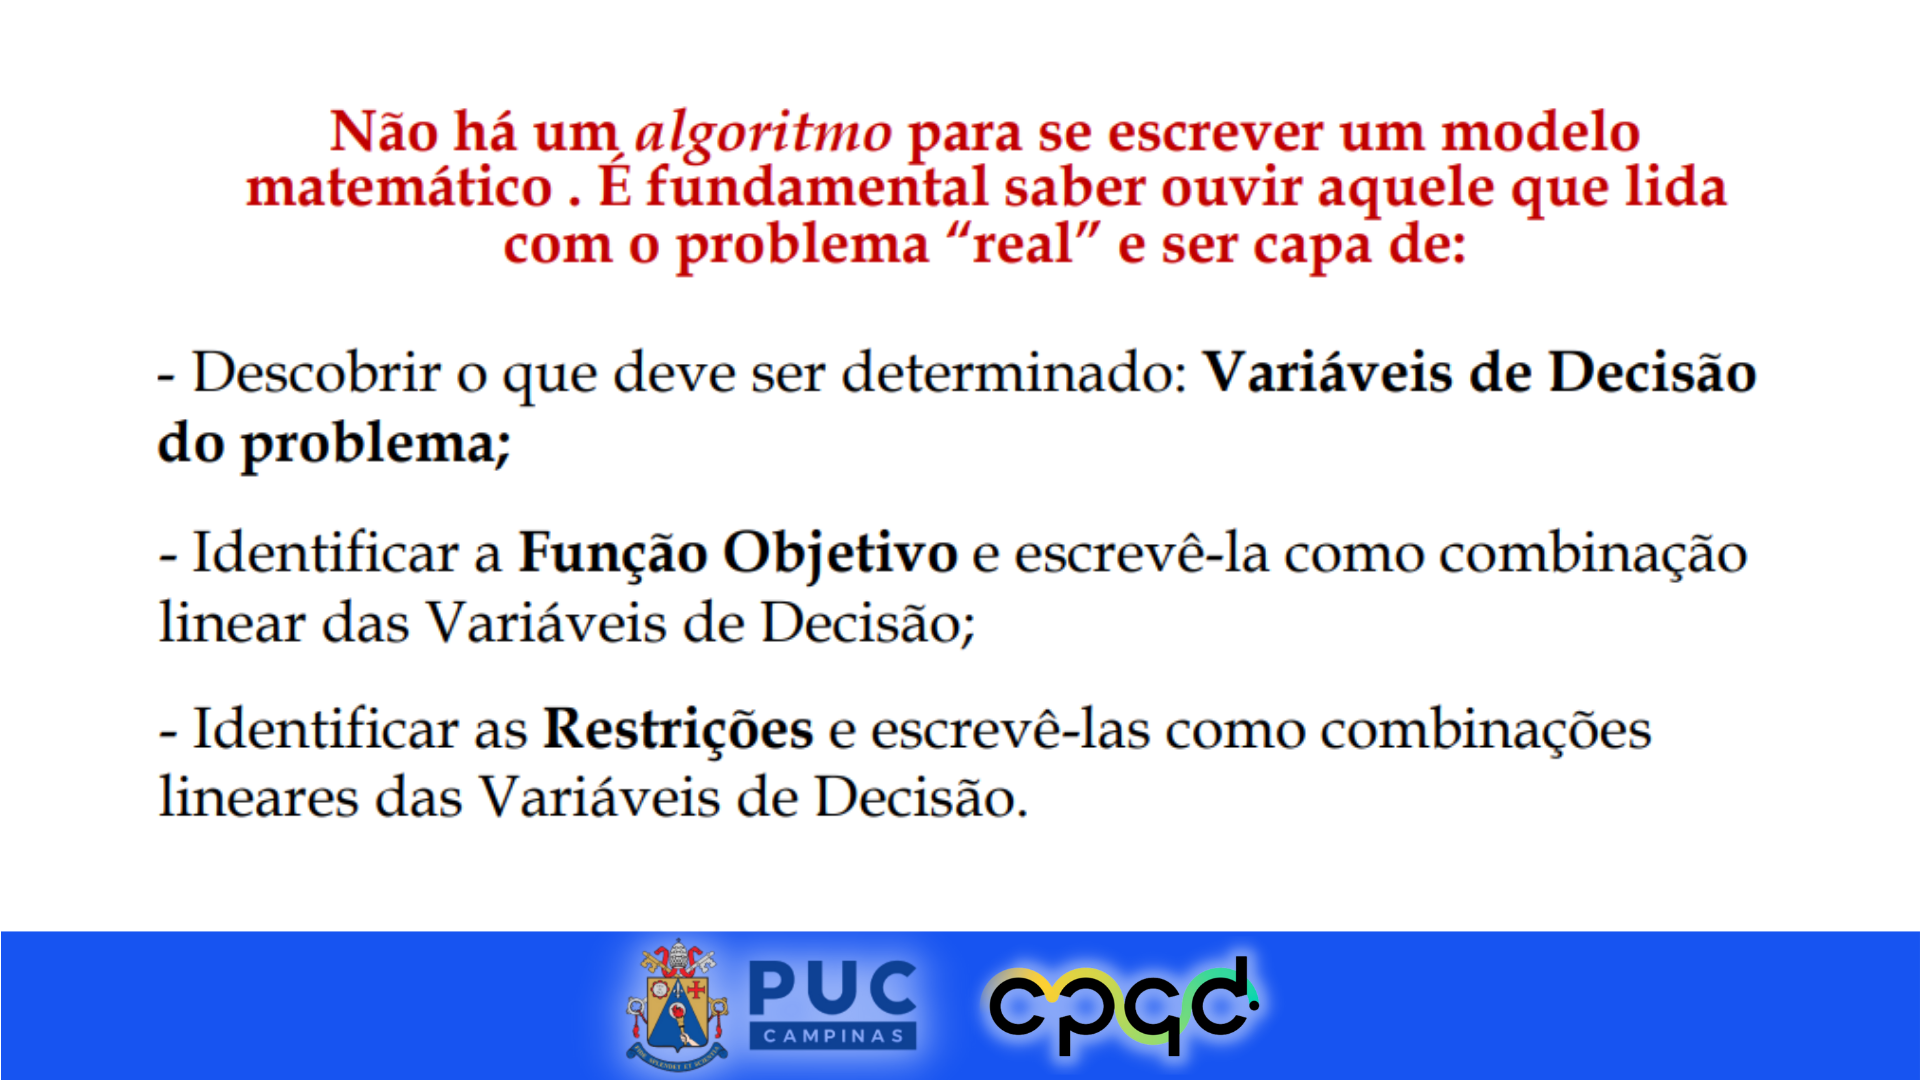 Não há um algoritmo para se escrever um modelo
matemático . É fundamental saber ouvir aquele que lida
com o problema “real” e ser capa de:
- Descobrir o que deve ser determinado: Variáveis de Decisão
do problema;
- Identificar a Função Objetivo e escrevê-la como combinação
linear das Variáveis de Decisão;
- Identificar as Restrições e escrevê-las como combinações
lineares das Variáveis de Decisão.
PUC
CAMPINAS
cpqd